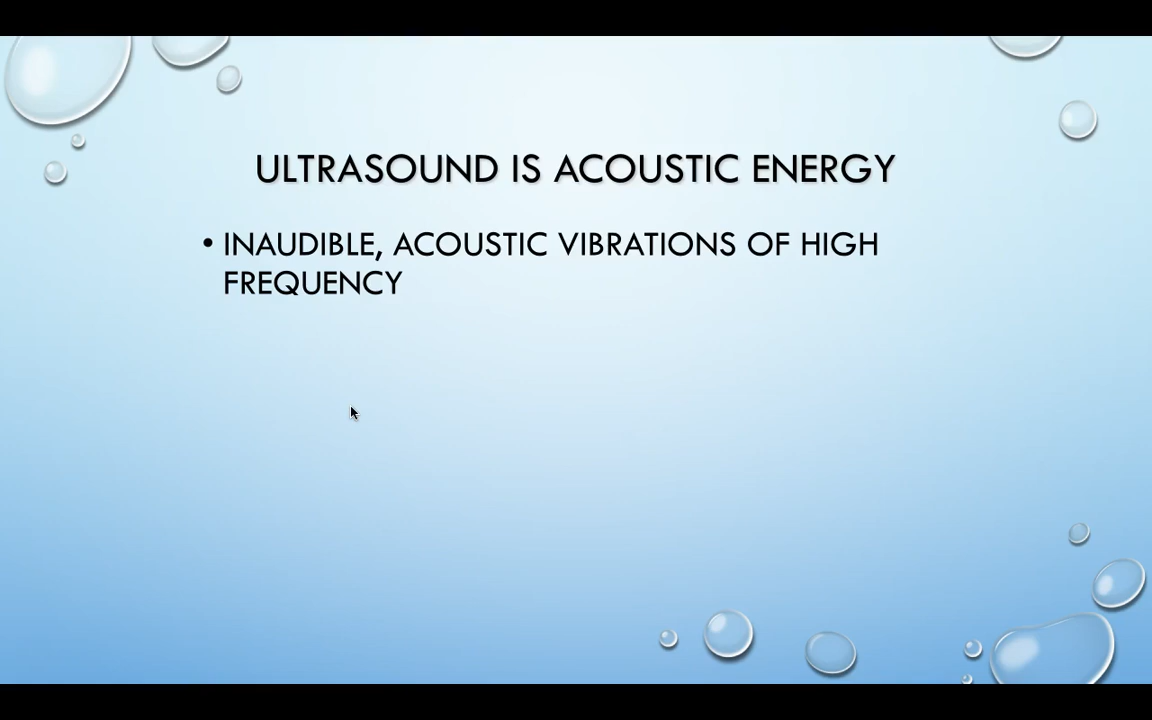 ULTRASOUND IS ACOUSTIC ENERGY
• INAUDIBLE, ACOUSTIC VIBRATIONS OF HIGH
FREQUENCY